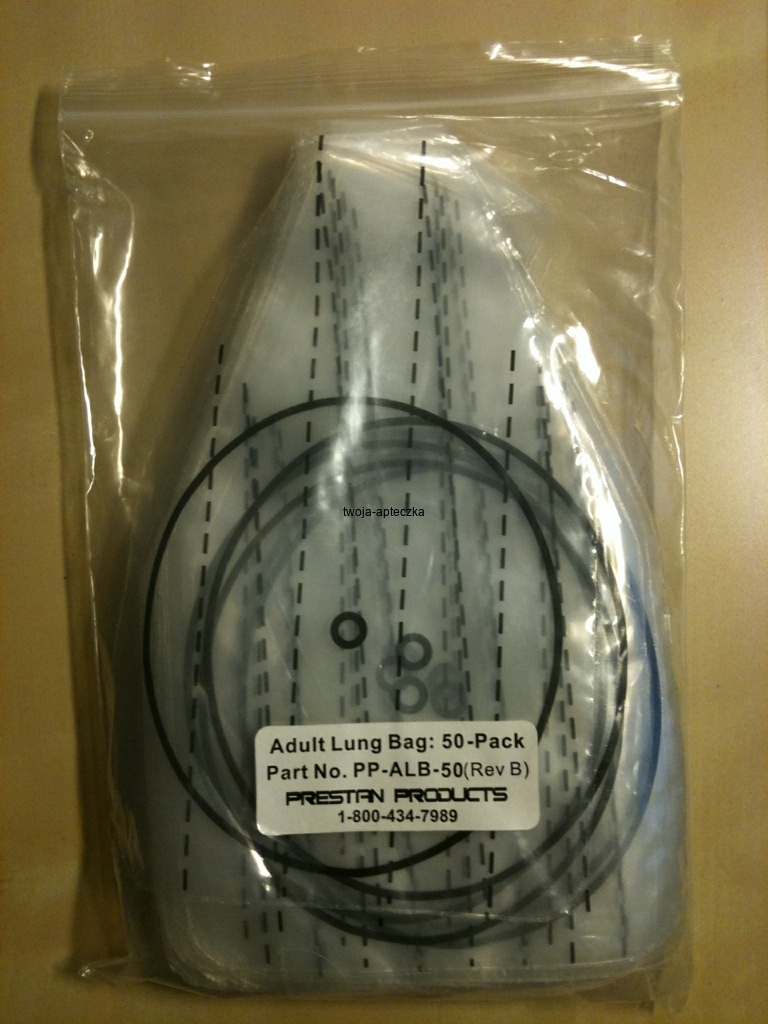 twoja-apteczka
Adult Lung Bag: 50-Pack
Part No. PP-ALB-50(Rev B)
PRESTAN PRODUCTS
1-800-434-7989